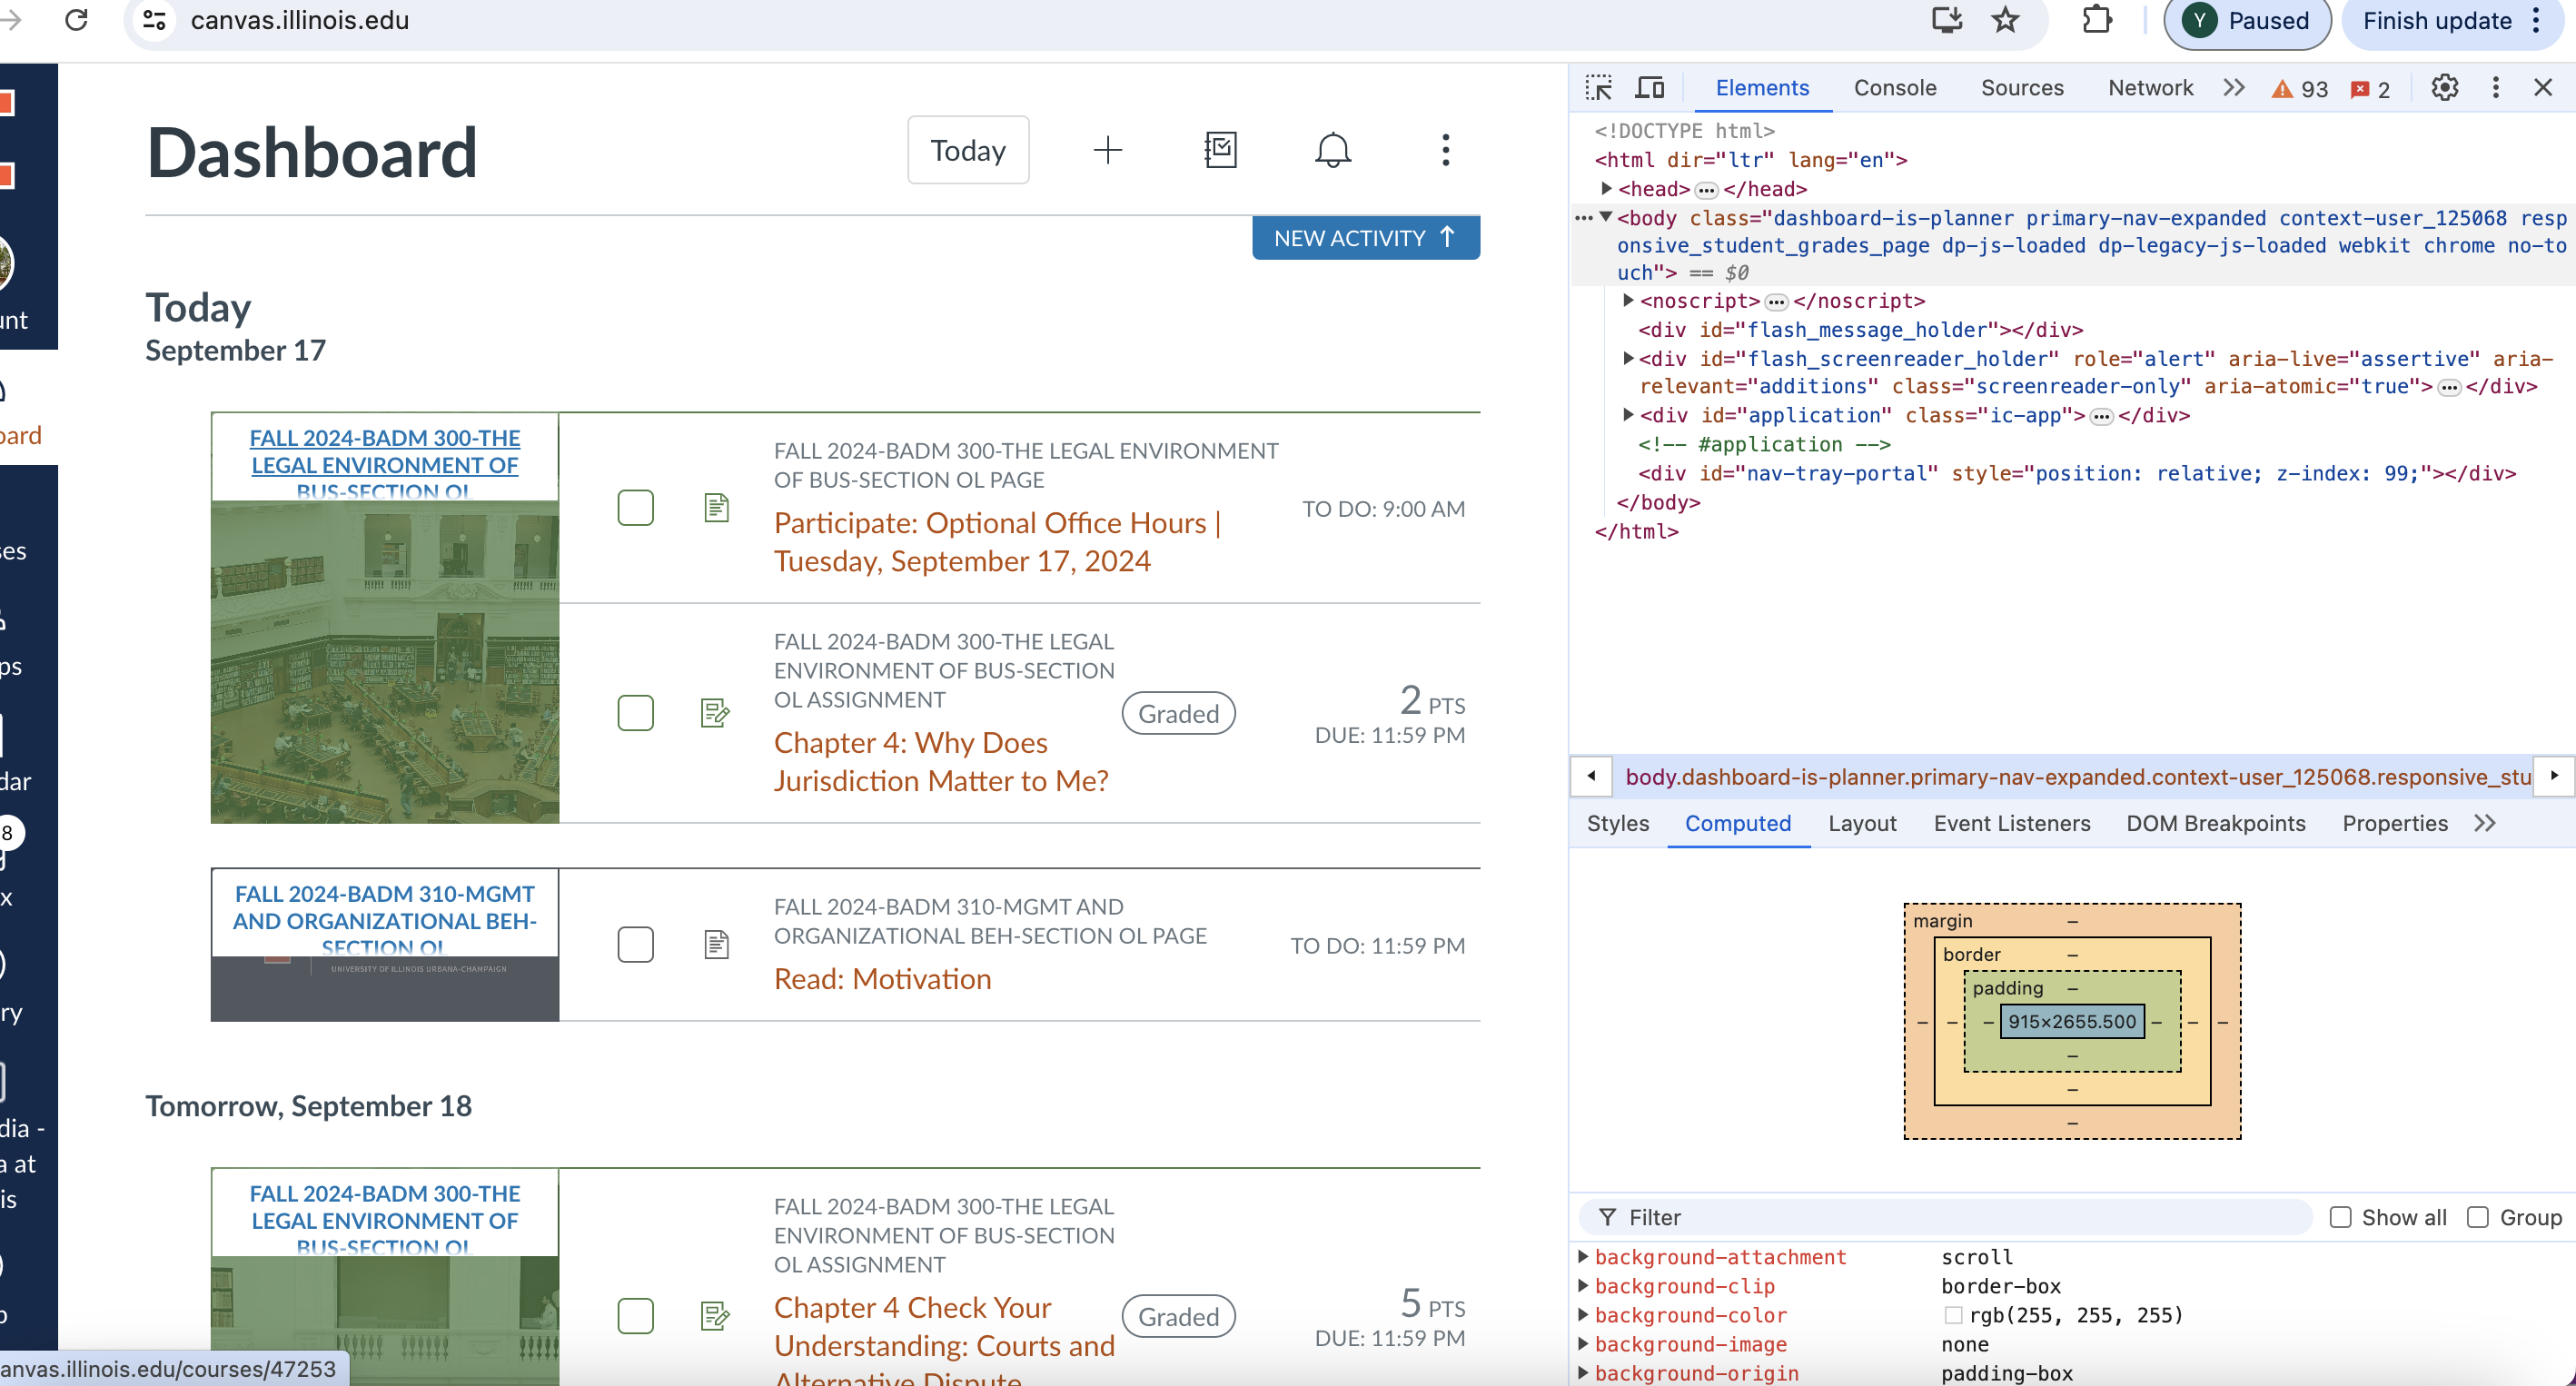 canvas.illinois.edu
Y Paused
Finish update
Dashboard
Today
NEW ACTIVITY ↑
Today
September 17
FALL 2024-BADM 300-THE
LEGAL ENVIRONMENT OF
BUS-SECTION OL
FALL 2024-BADM 300-THE LEGAL ENVIRONMENT
OF BUS-SECTION OL PAGE
Participate: Optional Office Hours |
Tuesday, September 17, 2024
TO DO: 9:00 AM
FALL 2024-BADM 300-THE LEGAL
ENVIRONMENT OF BUS-SECTION
OL ASSIGNMENT
Chapter 4: Why Does
Jurisdiction Matter to Me?
Graded
2 PTS
DUE: 11:59 PM
FALL 2024-BADM 310-MGMT
AND ORGANIZATIONAL BEH-
SECTION OL
UNIVERSITY OF ILLINOIS URBANA-CHAMPAIGN
FALL 2024-BADM 310-MGMT AND
ORGANIZATIONAL BEH-SECTION OL PAGE
Read: Motivation
TO DO: 11:59 PM
Tomorrow, September 18
FALL 2024-BADM 300-THE
LEGAL ENVIRONMENT OF
BUS-SECTION OL
FALL 2024-BADM 300-THE LEGAL
ENVIRONMENT OF BUS-SECTION
OL ASSIGNMENT
Chapter 4 Check Your
Understanding: Courts and
Alternative Dispute
Graded
5 PTS
DUE: 11:59 PM
unt
oard
ses
ps
dar
8
x
ry
dia -
a at
is
p
anvas.illinois.edu/courses/47253
Elements
Console
Sources
Network
93
2
<!DOCTYPE html>
<html dir="ltr" lang="en">
<head>…</head>
<body class="dashboard-is-planner primary-nav-expanded context-user_125068 resp
onsive_student_grades_page dp-js-loaded dp-legacy-js-loaded webkit chrome no-to
uch"> == $0
<noscript>…</noscript>
<div id="flash_message_holder"></div>
<div id="flash_screenreader_holder" role="alert" aria-live="assertive" aria-
relevant="additions" class="screenreader-only" aria-atomic="true">…</div>
<div id="application" class="ic-app">…</div>
<!-- #application -->
<div id="nav-tray-portal" style="position: relative; z-index: 99;"></div>
</body>
</html>
body.dashboard-is-planner.primary-nav-expanded.context-user_125068.responsive_stu
Styles
Computed
Layout
Event Listeners
DOM Breakpoints
Properties
margin
border
padding
915×2655.500
Filter
Show all
Group
background-attachment scroll
background-clip border-box
background-color rgb(255, 255, 255)
background-image none
background-origin padding-box